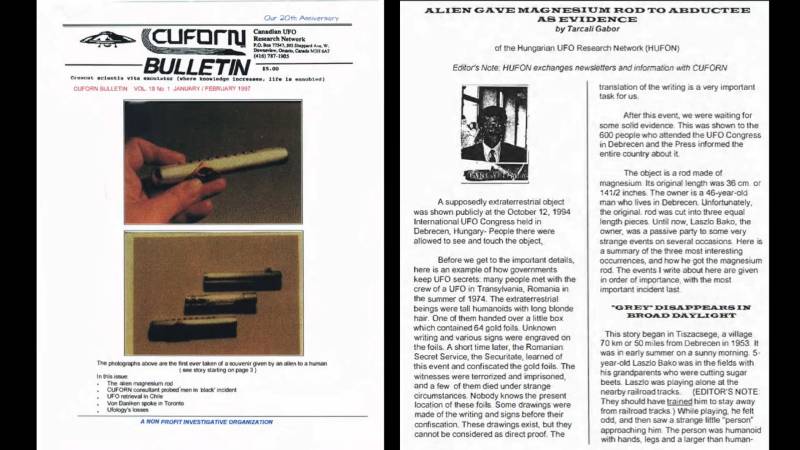 Our 20th Anniversary
CUFORN
BULLETIN
Canadian UFO
Research Network
P.O. Box 77547, 592 Sheppard Ave. W.
Downsview, Ontario, Canada M3H 6A7
(416) 787-1905
$5.00
Crescat scientia vita excolatur (where knowledge increases, life is ennobled)
CUFORN BULLETIN VOL. 18 No. 1 JANUARY / FEBRUARY 1997
The photographs above are the first ever taken of a souvenir given by an alien to a human
( see story starting on page 3 )
In this issue:
• The alien magnesium rod
• CUFORN consultant probed men in 'black' incident
• UFO retrieval in Chile
• Von Daniken spoke in Toronto
• Ufology's losses
A NON PROFIT INVESTIGATIVE ORGANIZATION
ALIEN GAVE MAGNESIUM ROD TO ABDUCTEE
AS EVIDENCE
by Tarcali Gabor
of the Hungarian UFO Research Network (HUFON)
Editor's Note: HUFON exchanges newsletters and information with CUFORN
A supposedly extraterrestrial object
was shown publicly at the October 12, 1994
International UFO Congress held in
Debrecen, Hungary- People there were
allowed to see and touch the object,
Before we get to the important details,
here is an example of how governments
keep UFO secrets: many people met with the
crew of a UFO in Transylvania, Romania in
the summer of 1974. The extraterrestrial
beings were tall humanoids with long blonde
hair. One of them handed over a little box
which contained 64 gold foils. Unknown
writing and various signs were engraved on
the foils. A short time later, the Romanian
Secret Service, the Securitate, learned of
this event and confiscated the gold foils. The
witnesses were terrorized and imprisoned,
and a few of them died under strange
circumstances. Nobody knows the present
location of these foils. Some drawings were
made of the writing and signs before their
confiscation. These drawings exist, but they
cannot be considered as direct proof. The
translation of the writing is a very important
task for us.
After this event, we were waiting for
some solid evidence. This was shown to the
600 people who attended the UFO Congress
in Debrecen and the Press informed the
entire country about it.
The object is a rod made of
magnesium. Its original length was 36 cm. or
141/2 inches. The owner is a 46-year-old
man who lives in Debrecen. Unfortunately,
the original. rod was cut into three equal
length pieces. Until now, Laszlo Bako, the
owner, was a passive party to some very
strange events on several occasions. Here is
a summary of the three most interesting
occurrences, and how he got the magnesium
rod. The events I write about here are given
in order of importance, with the most
important incident last.
"GREY" DISAPPEARS IN
BROAD DAYLIGHT
This story began in Tiszacsege, a village
70 km or 50 miles from Debrecen in 1953. It
was in early summer on a sunny morning. 5-
year-old Laszlo Bako was in the fields with
his grandparents who were cutting sugar
beets. Laszlo was playing alone at the
nearby railroad tracks. (EDITOR'S NOTE:
They should have trained him to stay away
from railroad tracks.) While playing, he felt
odd, and then saw a strange little "person"
approaching him. The person was humanoid
with hands, legs and a larger than human-